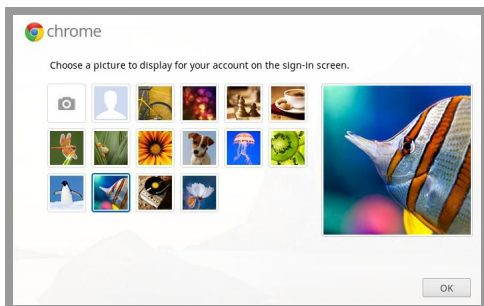 chrome
Choose a picture to display for your account on the sign-in screen.
OK